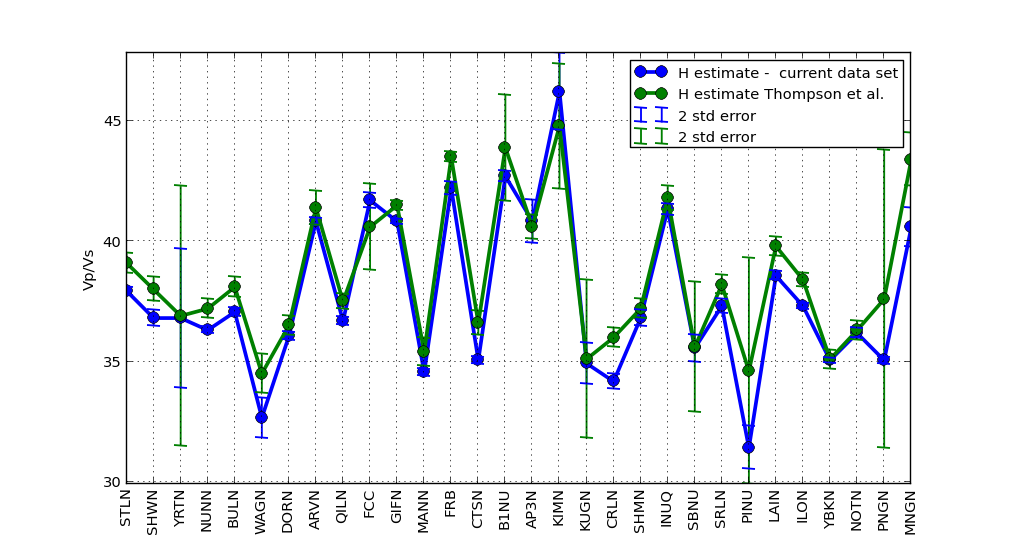 H estimate -  current data set
H estimate Thompson et al.
2 std error
2 std error
45
40
35
30
Vp/Vs
STLN
SHWN
YRTN
NUNN
BULN
WAGN
DORN
ARVN
QILN
FCC
GIFN
MANN
FRB
CTSN
B1NU
AP3N
KIMN
KUGN
CRLN
SHMN
INUQ
SBNU
SRLN
PINU
LAIN
ILON
YBKN
NOTN
PNGN
MNGN